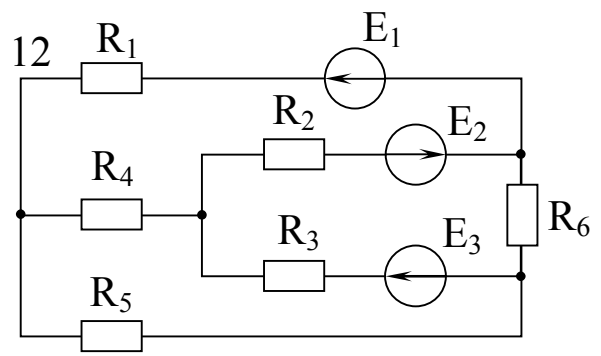 12 R₁ E₁
R₂ E₂
R₄
R₆
R₃ E₃
R₅